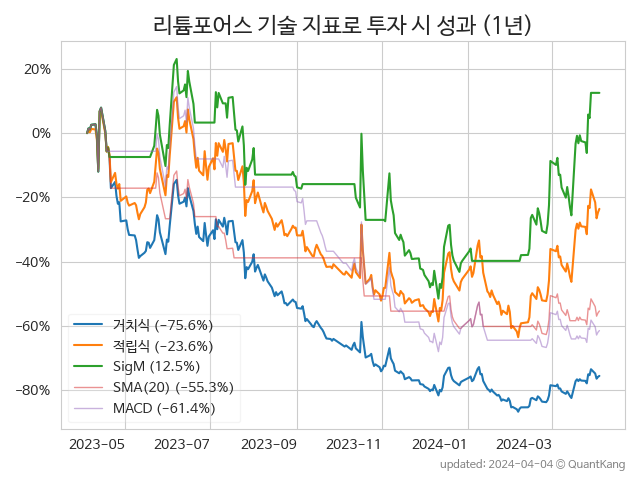 리튬포어스 기술 지표로 투자 시 성과 (1년)
20%
0%
−20%
−40%
−60%
−80%
거치식 (−75.6%)
적립식 (−23.6%)
SigM (12.5%)
SMA(20) (−55.3%)
MACD (−61.4%)
2023−05
2023−07
2023−09
2023−11
2024−01
2024−03
updated: 2024-04-04 © QuantKang